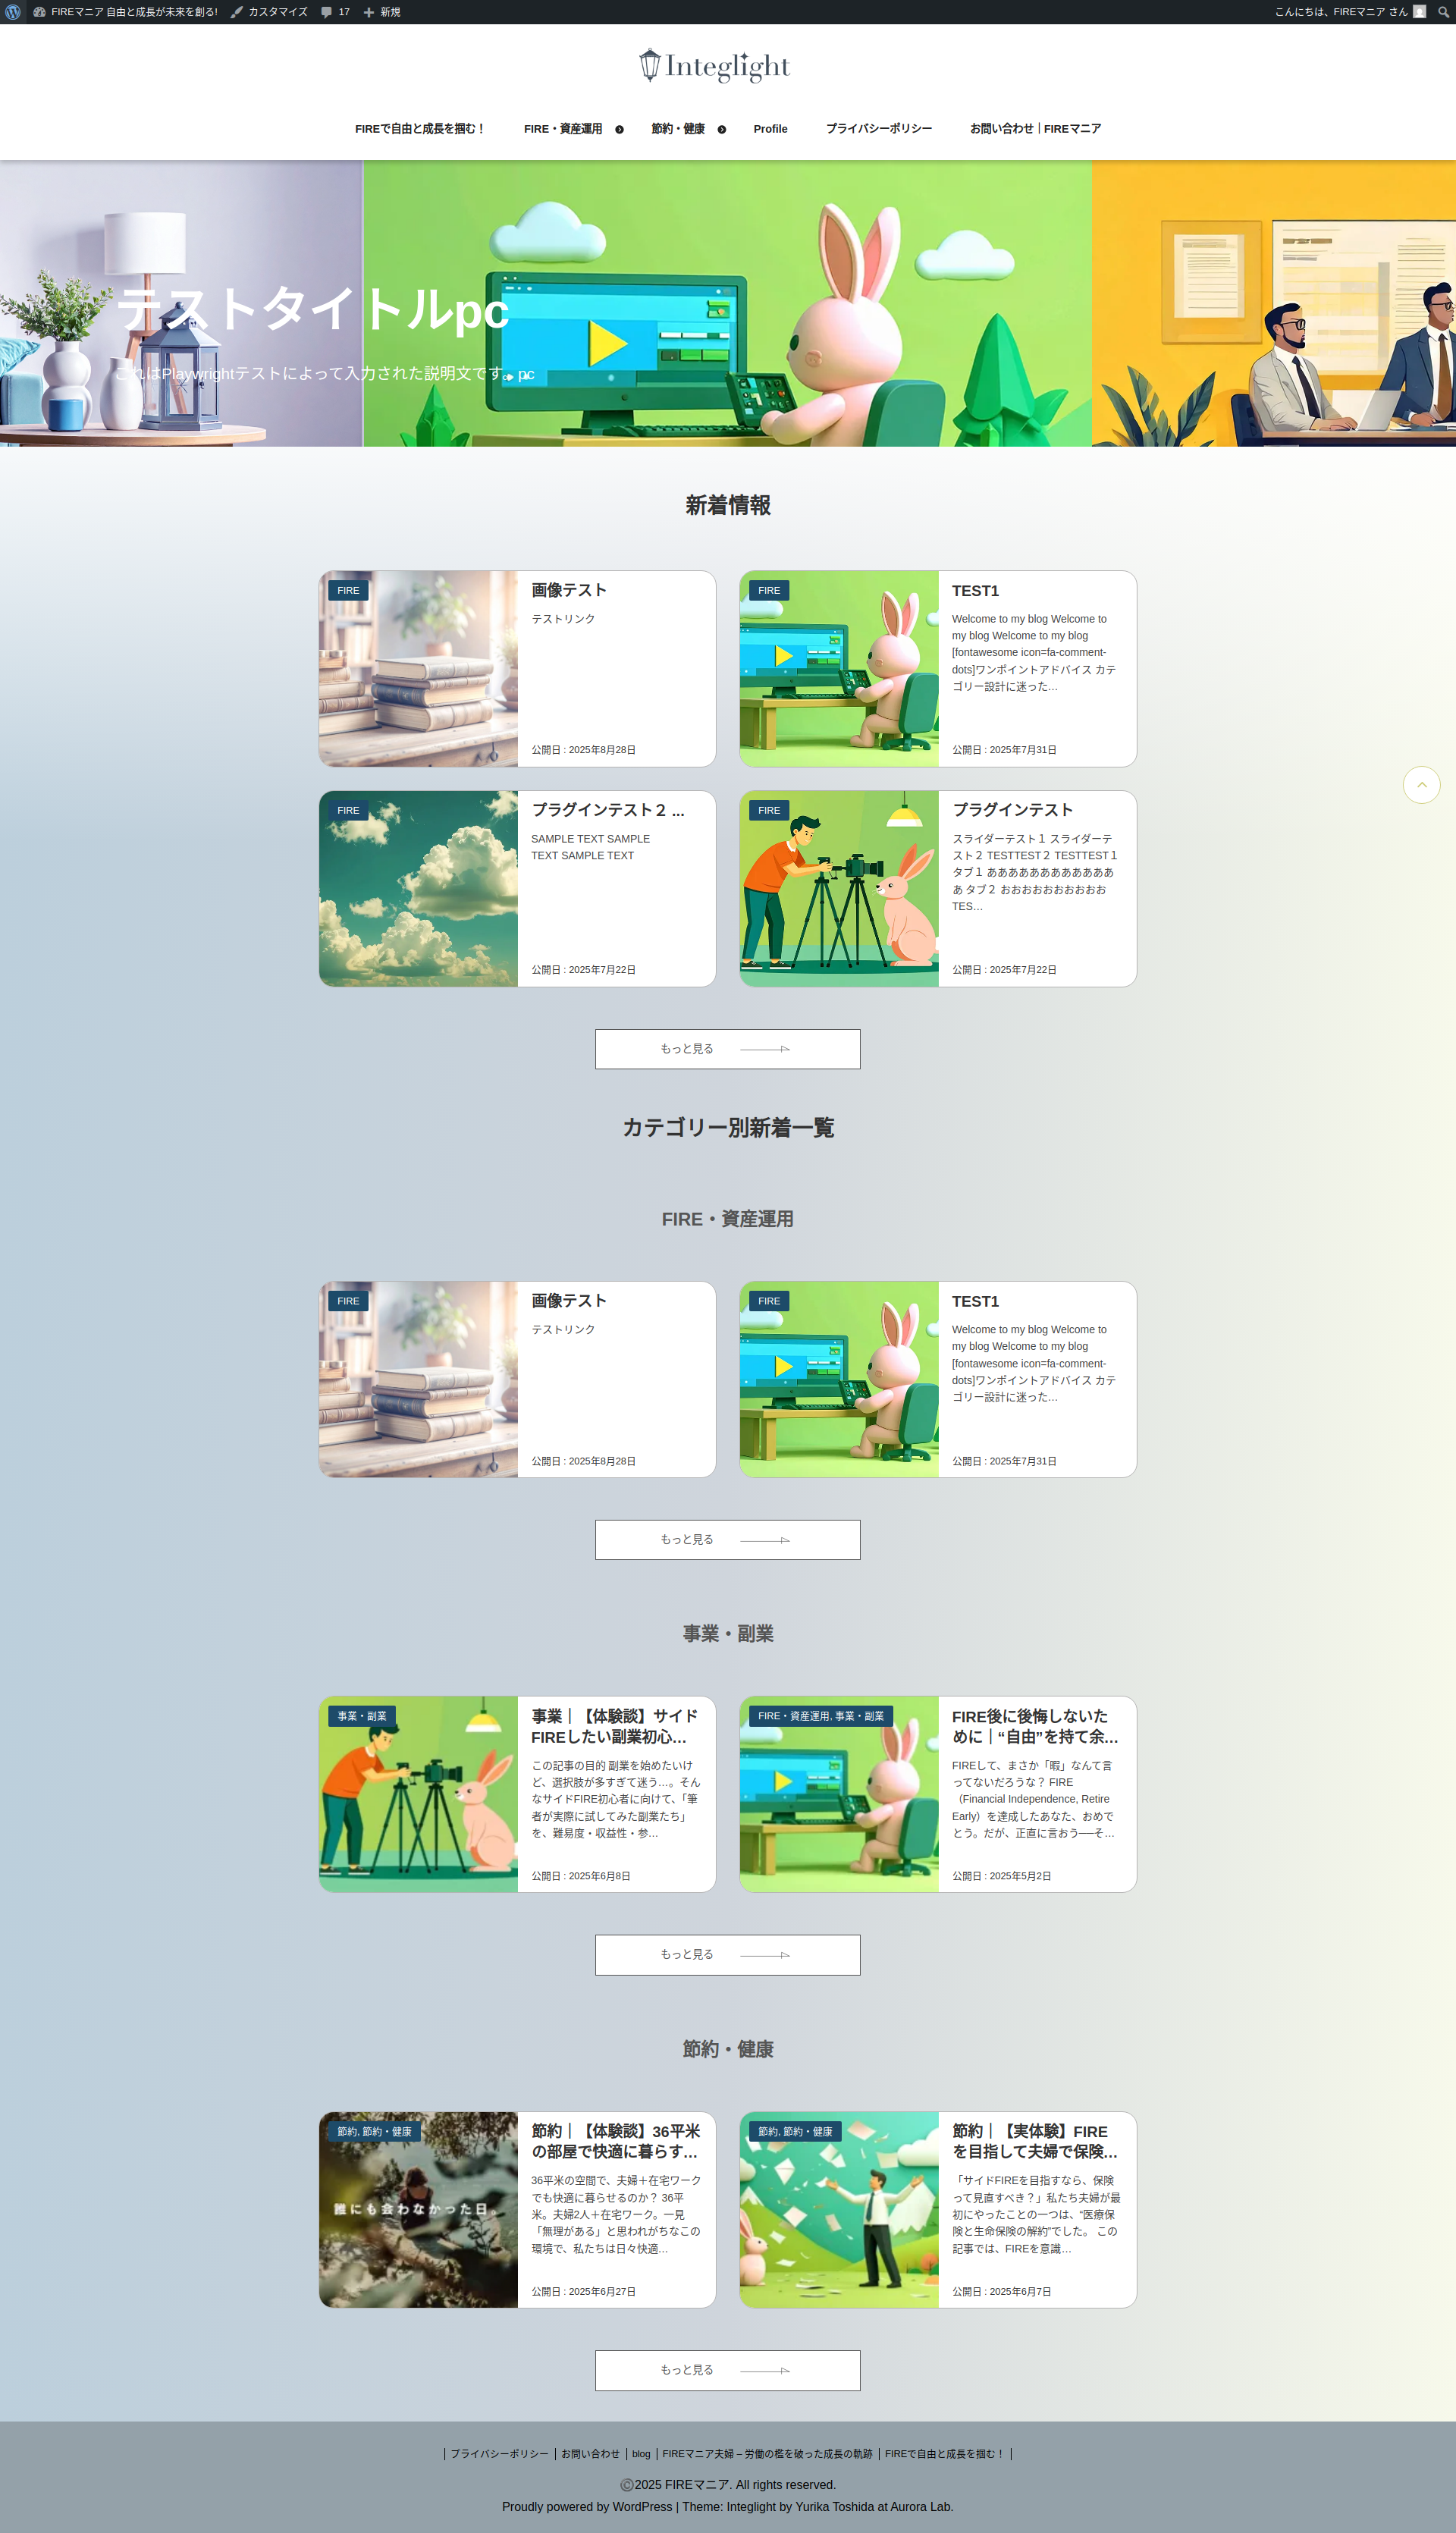 FIREマニア 自由と成長が未来を創る! カスタマイズ 17 新規 こんにちは、FIREマニア さん
Integlight
FIREで自由と成長を掴む！ FIRE・資産運用 節約・健康 Profile プライバシーポリシー お問い合わせ｜FIREマニア
テストタイトルpc
これはPlaywrightテストによって入力された説明文です。pc
新着情報
FIRE
画像テスト
テストリンク
公開日 : 2025年8月28日
FIRE
TEST1
Welcome to my blog Welcome to
my blog Welcome to my blog
[fontawesome icon=fa-comment-
dots]ワンポイントアドバイス カテ
ゴリー設計に迷った…
公開日 : 2025年7月31日
FIRE
プラグインテスト２ ...
SAMPLE TEXT SAMPLE
TEXT SAMPLE TEXT
公開日 : 2025年7月22日
FIRE
プラグインテスト
スライダーテスト１ スライダーテ
スト２ TESTTEST２ TESTTEST１
タブ１ ああああああああああああ
あ タブ２ おおおおおおおおおお
TES…
公開日 : 2025年7月22日
もっと見る
カテゴリー別新着一覧
FIRE・資産運用
FIRE
画像テスト
テストリンク
公開日 : 2025年8月28日
FIRE
TEST1
Welcome to my blog Welcome to
my blog Welcome to my blog
[fontawesome icon=fa-comment-
dots]ワンポイントアドバイス カテ
ゴリー設計に迷った…
公開日 : 2025年7月31日
もっと見る
事業・副業
事業・副業
事業｜【体験談】サイド
FIREしたい副業初心…
この記事の目的 副業を始めたいけ
ど、選択肢が多すぎて迷う…。そん
なサイドFIRE初心者に向けて、「筆
者が実際に試してみた副業たち」
を、難易度・収益性・参…
公開日 : 2025年6月8日
FIRE・資産運用, 事業・副業
FIRE後に後悔しないた
めに｜“自由”を持て余…
FIREして、まさか「暇」なんて言
ってないだろうな？ FIRE
（Financial Independence, Retire
Early）を達成したあなた、おめで
とう。だが、正直に言おう──そ…
公開日 : 2025年5月2日
もっと見る
節約・健康
節約, 節約・健康
誰にも会わなかった日。
節約｜【体験談】36平米
の部屋で快適に暮らす…
36平米の空間で、夫婦＋在宅ワーク
でも快適に暮らせるのか？ 36平
米。夫婦2人＋在宅ワーク。一見
「無理がある」と思われがちなこの
環境で、私たちは日々快適…
公開日 : 2025年6月27日
節約, 節約・健康
節約｜【実体験】FIRE
を目指して夫婦で保険…
「サイドFIREを目指すなら、保険
って見直すべき？」私たち夫婦が最
初にやったことの一つは、“医療保
険と生命保険の解約”でした。 この
記事では、FIREを意識…
公開日 : 2025年6月7日
もっと見る
プライバシーポリシー お問い合わせ blog FIREマニア夫婦 – 労働の檻を破った成長の軌跡 FIREで自由と成長を掴む！
©2025 FIREマニア. All rights reserved.
Proudly powered by WordPress | Theme: Integlight by Yurika Toshida at Aurora Lab.